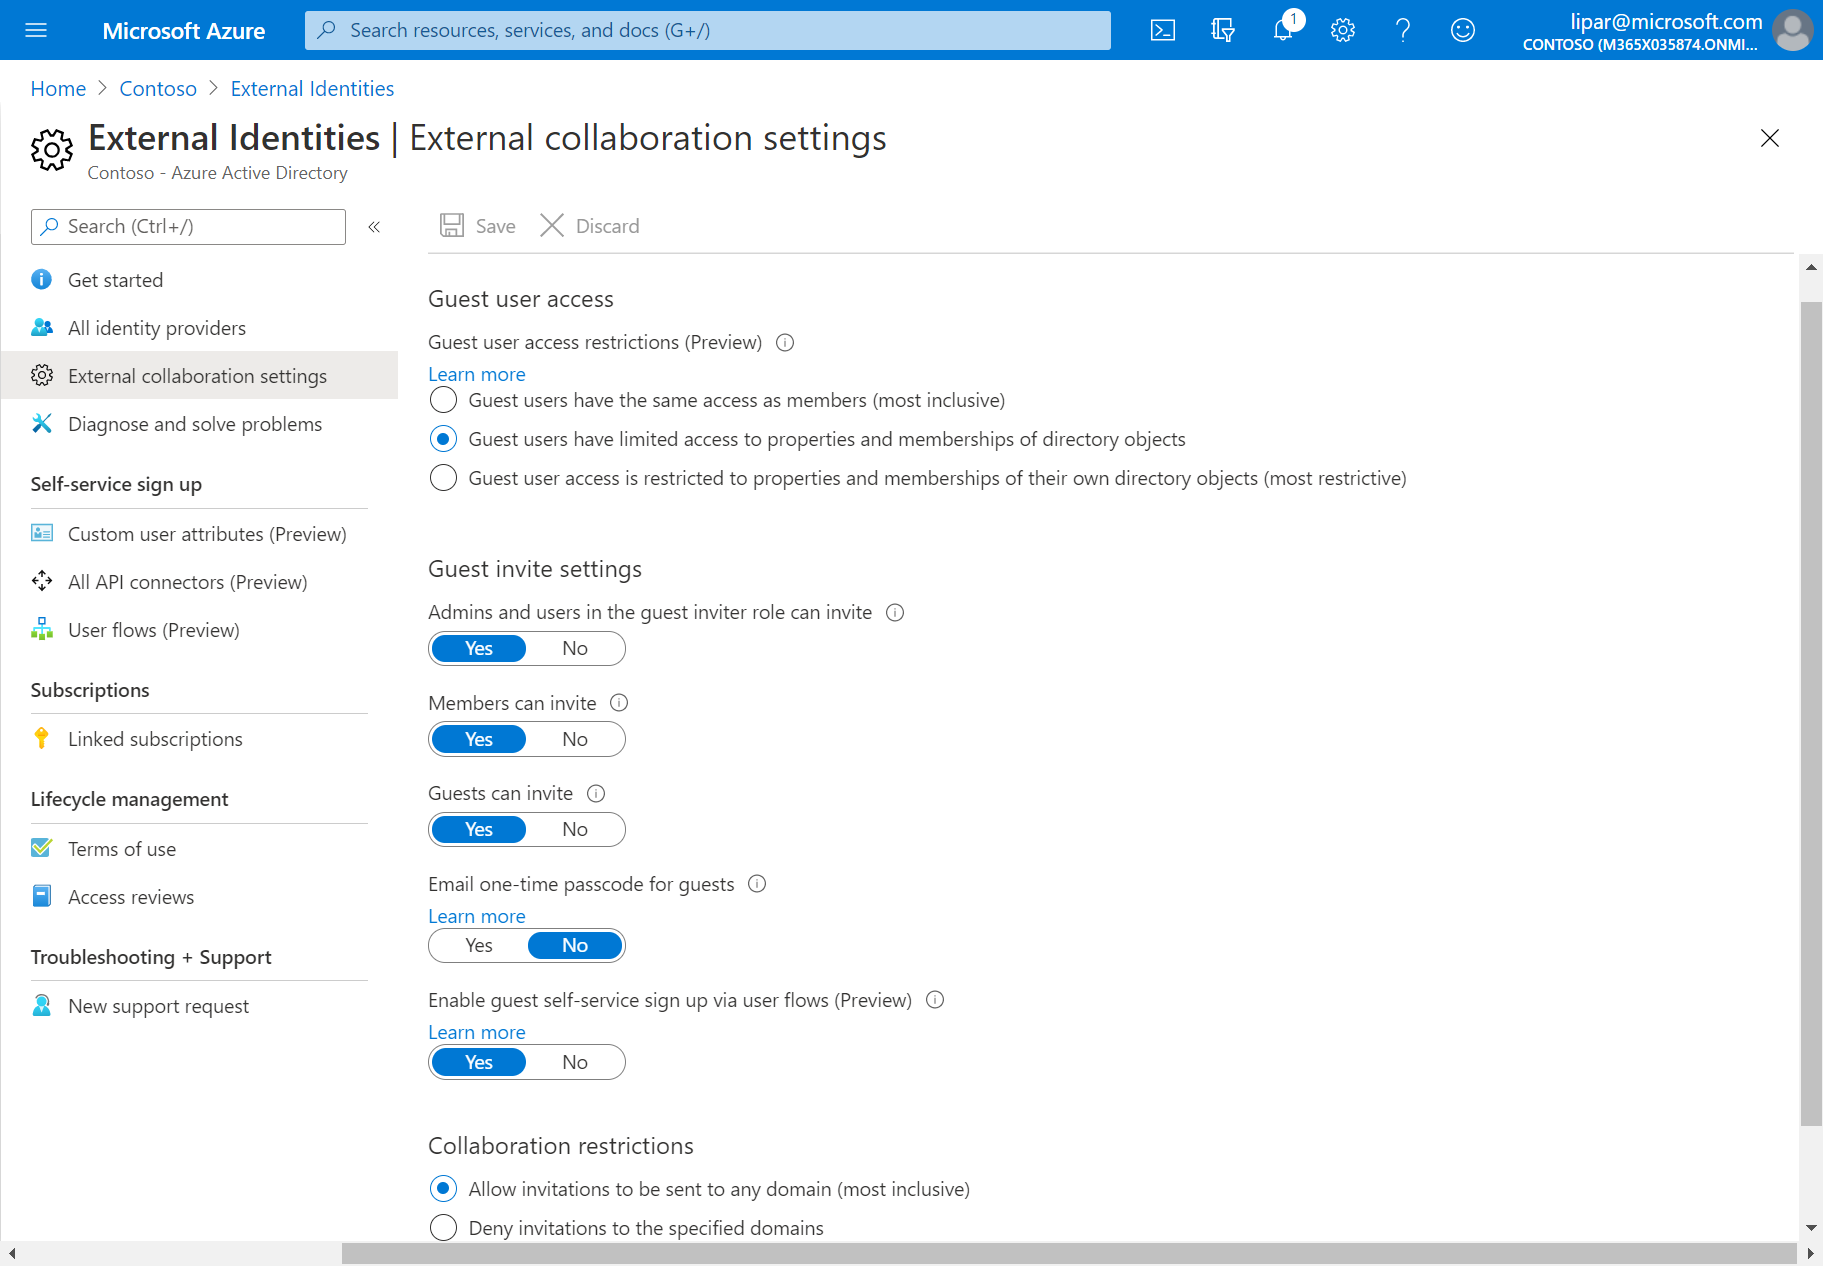 Microsoft Azure
Search resources, services, and docs (G+/)
1
lipar@microsoft.com
CONTOSO (M365X035874.ONMI...
Home > Contoso > External Identities
External Identities | External collaboration settings
Contoso - Azure Active Directory
Search (Ctrl+/)
«
Get started
All identity providers
External collaboration settings
Diagnose and solve problems
Self-service sign up
Custom user attributes (Preview)
All API connectors (Preview)
User flows (Preview)
Subscriptions
Linked subscriptions
Lifecycle management
Terms of use
Access reviews
Troubleshooting + Support
New support request
Save Discard
Guest user access
Guest user access restrictions (Preview)
Learn more
Guest users have the same access as members (most inclusive)
Guest users have limited access to properties and memberships of directory objects
Guest user access is restricted to properties and memberships of their own directory objects (most restrictive)
Guest invite settings
Admins and users in the guest inviter role can invite
Yes No
Members can invite
Yes No
Guests can invite
Yes No
Email one-time passcode for guests
Learn more
Yes No
Enable guest self-service sign up via user flows (Preview)
Learn more
Yes No
Collaboration restrictions
Allow invitations to be sent to any domain (most inclusive)
Deny invitations to the specified domains